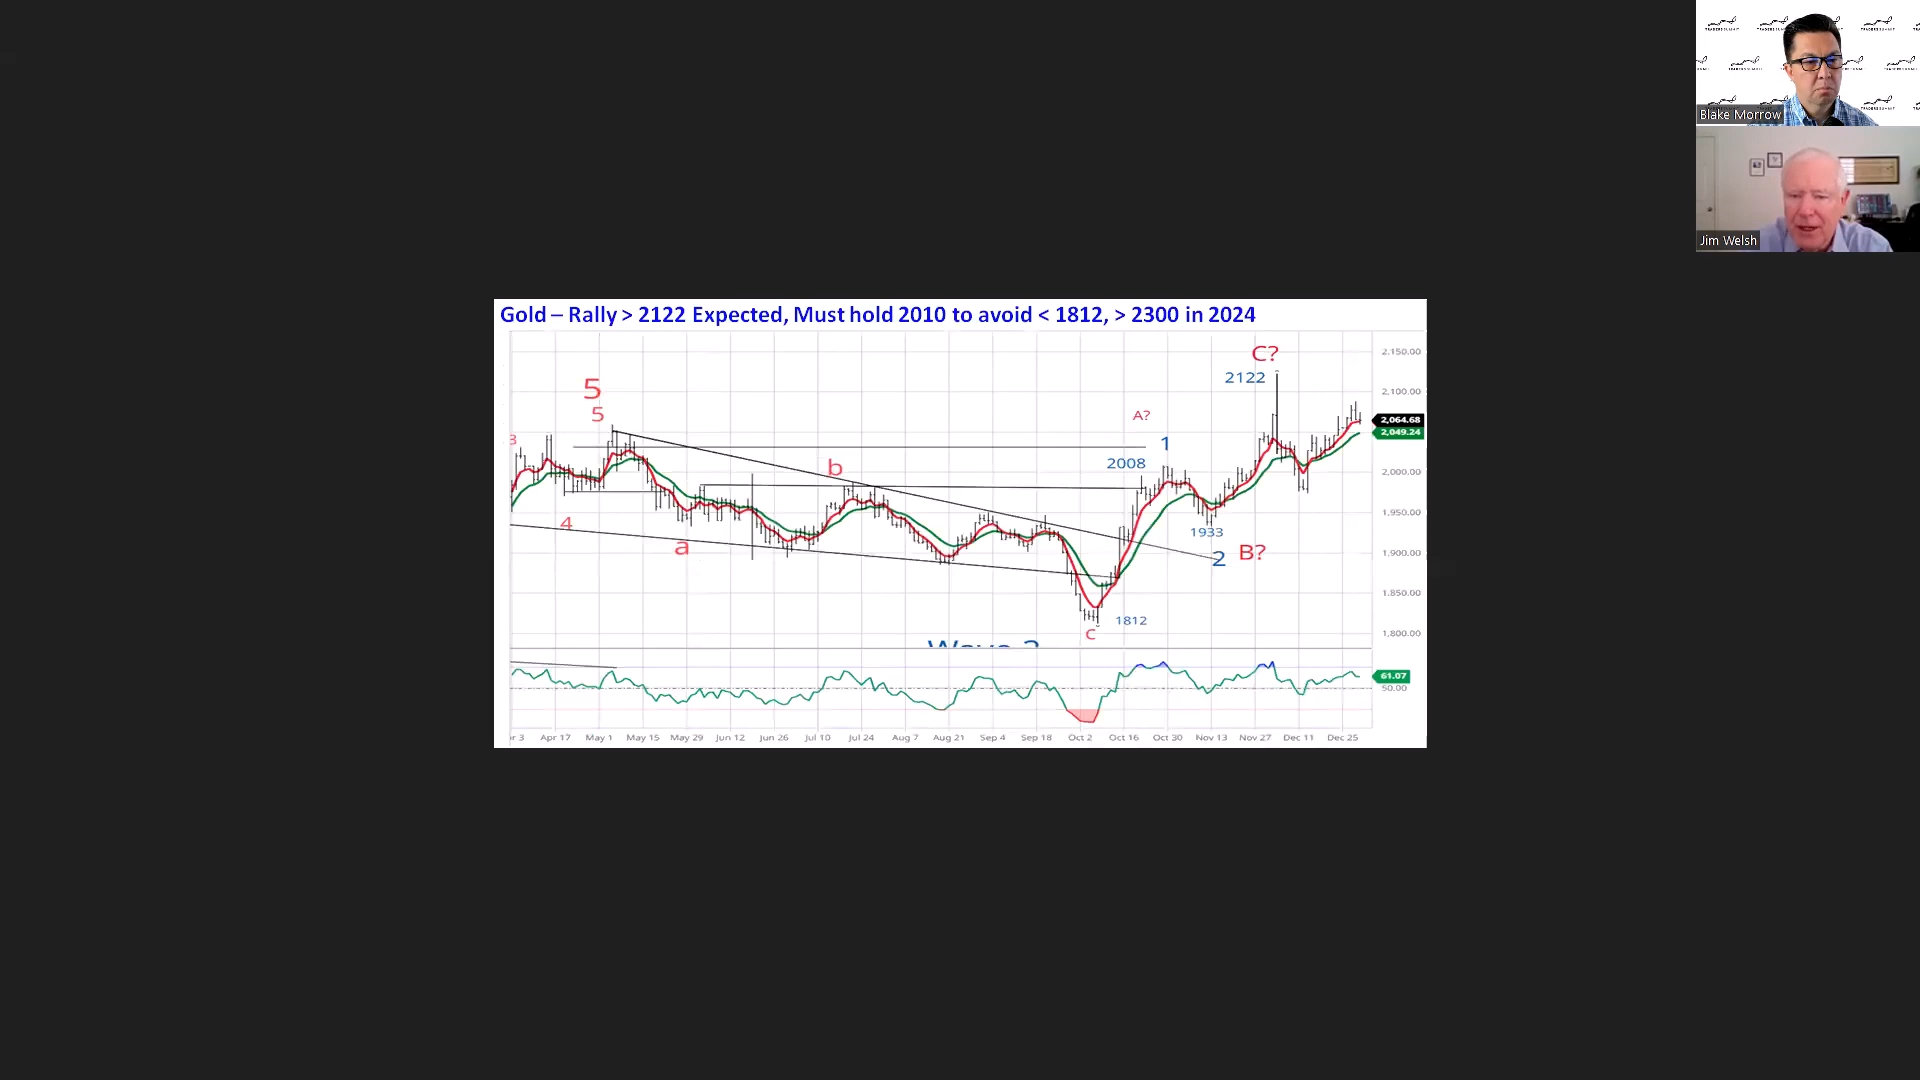 Gold – Rally > 2122 Expected, Must hold 2010 to avoid < 1812, > 2300 in 2024
C?
2122
2,150.00
2,100.00
5
5
A?
2,064.68
2,049.24
3
1
b
2008
2,000.00
4
1,950.00
1933
a
2
B?
1,900.00
1,850.00
1812
C
1,800.00
Wave 3
61.07
50.00
r 3
Apr 17
May 1
May 15
May 29
Jun 12
Jun 26
Jul 10
Jul 24
Aug 7
Aug 21
Sep 4
Sep 18
Oct 2
Oct 16
Oct 30
Nov 13
Nov 27
Dec 11
Dec 25
Blake Morrow
Jim Welsh